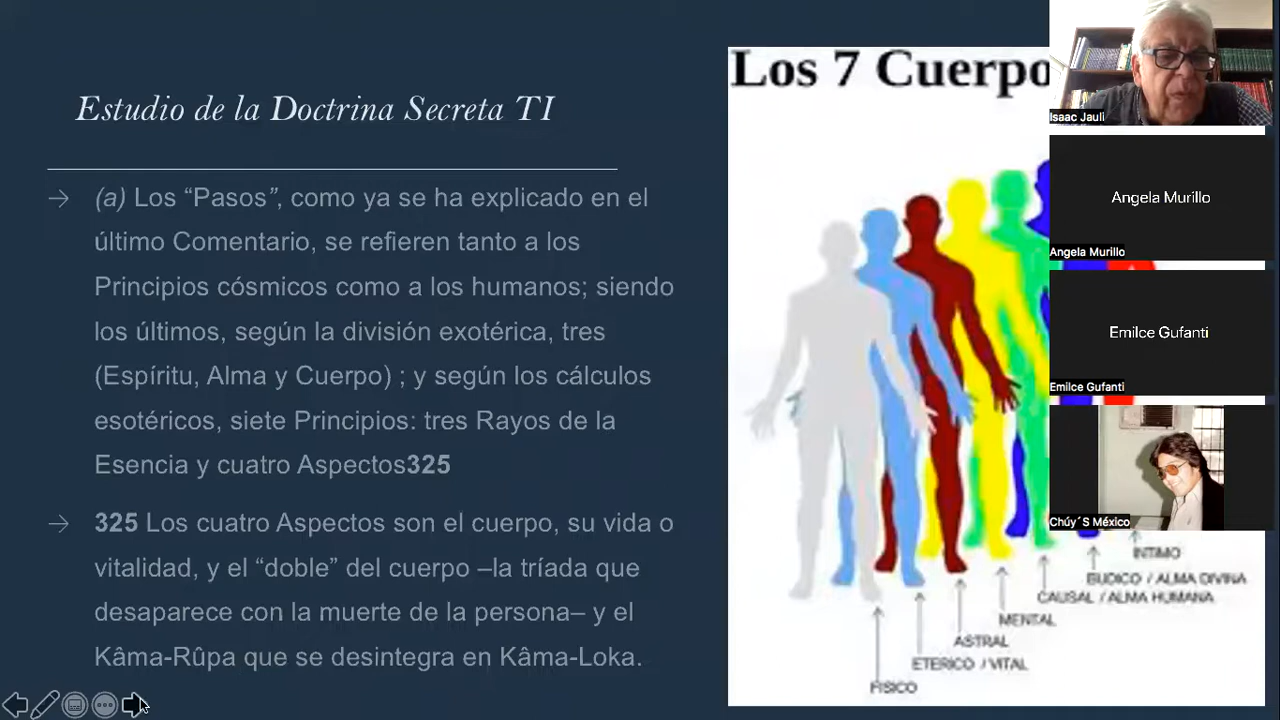 Estudio de la Doctrina Secreta TI
(a) Los “Pasos”, como ya se ha explicado en el
último Comentario, se refieren tanto a los
Principios cósmicos como a los humanos; siendo
los últimos, según la división exotérica, tres
(Espíritu, Alma y Cuerpo) ; y según los cálculos
esotéricos, siete Principios: tres Rayos de la
Esencia y cuatro Aspectos325
325 Los cuatro Aspectos son el cuerpo, su vida o
vitalidad, y el “doble” del cuerpo –la tríada que
desaparece con la muerte de la persona– y el
Kâma-Rûpa que se desintegra en Kâma-Loka.
Los 7 Cuerpo
INTIMO
BUDICO / ALMA DIVINA
CAUSAL / ALMA HUMANA
MENTAL
ASTRAL
ETERICO / VITAL
FISICO
Isaac Jauli
Angela Murillo
Angela Murillo
Emilce Gufanti
Emilce Gufanti
Chúy´S México